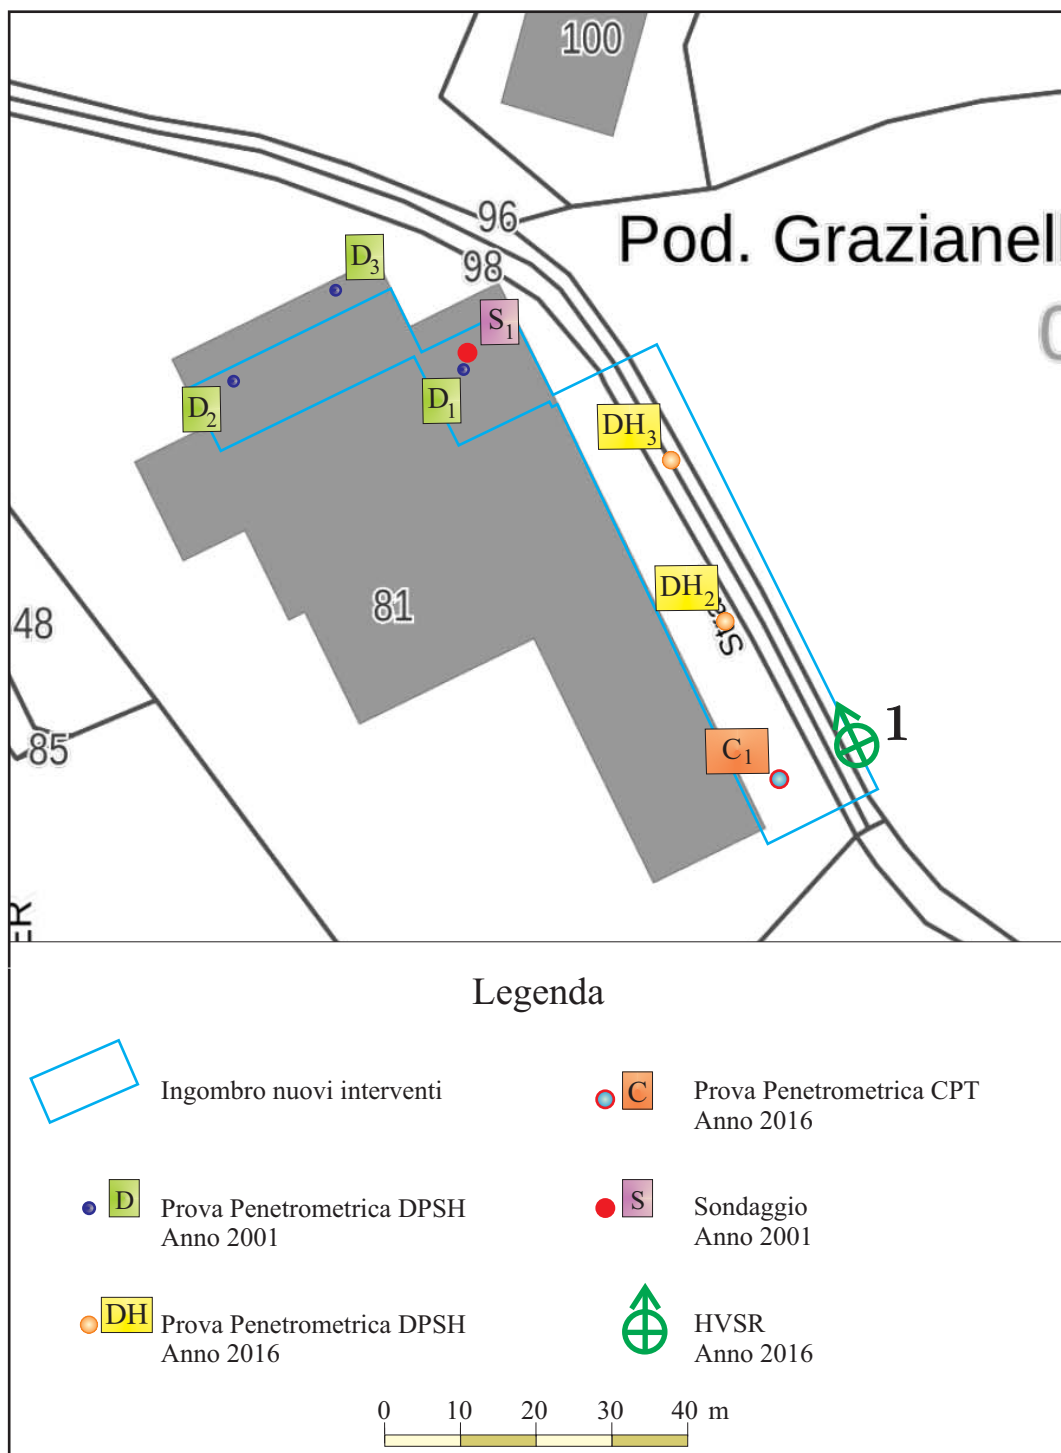 100
96
Pod. Grazianell
98
D3
S1
D2
D1
DH3
DH2
81
48
85
C1
1
ER
Legenda
Ingombro nuovi interventi
C
Prova Penetrometrica CPT
Anno 2016
D
Prova Penetrometrica DPSH
Anno 2001
S
Sondaggio
Anno 2001
DH
Prova Penetrometrica DPSH
Anno 2016
HVSR
Anno 2016
0 10 20 30 40 m